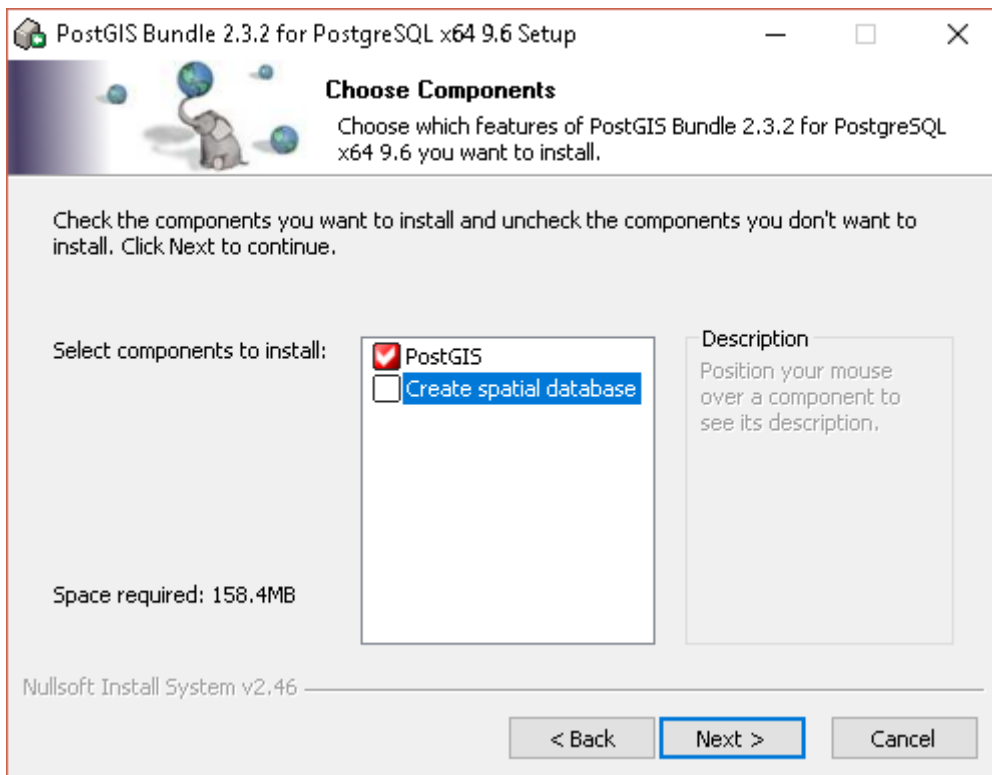 PostGIS Bundle 2.3.2 for PostgreSQL x64 9.6 Setup
Choose Components
Choose which features of PostGIS Bundle 2.3.2 for PostgreSQL
x64 9.6 you want to install.
Check the components you want to install and uncheck the components you don't want to
install. Click Next to continue.
Select components to install:
PostGIS
Create spatial database
Description
Position your mouse
over a component to
see its description.
Space required: 158.4MB
Nullsoft Install System v2.46
< Back
Next >
Cancel